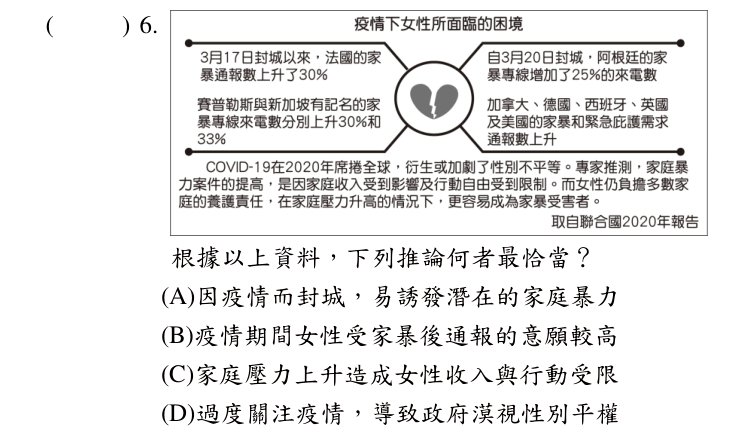 (　　) 6.
疫情下女性所面臨的困境
3月17日封城以來，法國的家
暴通報數上升了30%
自3月20日封城，阿根廷的家
暴專線增加了25%的來電數
賽普勒斯與新加坡有記名的家
暴專線來電數分別上升30%和
33%
加拿大、德國、西班牙、英國
及美國的家暴和緊急庇護需求
通報數上升
COVID-19在2020年席捲全球，衍生或加劇了性別不平等。專家推測，家庭暴
力案件的提高，是因家庭收入受到影響及行動自由受到限制。而女性仍負擔多數家
庭的養護責任，在家庭壓力升高的情況下，更容易成為家暴受害者。
取自聯合國2020年報告
根據以上資料，下列推論何者最恰當？
(A)因疫情而封城，易誘發潛在的家庭暴力
(B)疫情期間女性受家暴後通報的意願較高
(C)家庭壓力上升造成女性收入與行動受限
(D)過度關注疫情，導致政府漠視性別平權